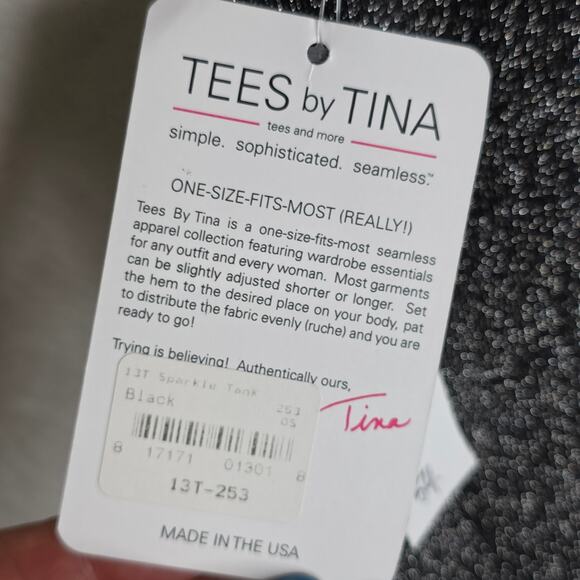 TEES by TINA
tees and more
simple. sophisticated. seamless.™
ONE-SIZE-FITS-MOST (REALLY!)
Tees By Tina is a one-size-fits-most seamless
apparel collection featuring wardrobe essentials
for any outfit and every woman. Most garments
can be slightly adjusted shorter or longer. Set
the hem to the desired place on your body, pat
to distribute the fabric evenly (ruche) and you are
ready to go!
Trying is believing! Authentically yours,
Tina
13T Sparkle Tank
253
Black
OS
8 17171 01301 8
13T-253
MADE IN THE USA